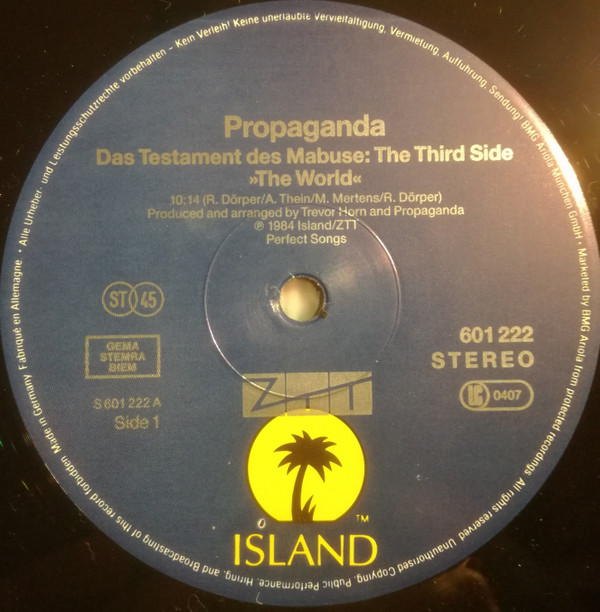 Alle Urheber- und Leistungsschutzrechte vorbehalten - Kein Verleih! Keine unerlaubte Vervielfältigung, Vermietung, Aufführung, Sendung! BMG Ariola München GmbH • Marketed by BMG Ariola
Propaganda
Das Testament des Mabuse: The Third Side
»The World«
10:14 (R. Dörper/A. Thein/M. Mertens/R. Dörper)
Produced and arranged by Trevor Horn and Propaganda
℗ 1984 Island/ZTT
Perfect Songs
ST 45
GEMA
STEMRA
BIEM
S 601 222 A
Side 1
601 222
STEREO
LC 0407
ZTT
TM
ISLAND
All rights reserved. Unauthorised Copying, Public Performance, Hiring, and Broadcasting of this record forbidden. Made in Germany. Fabriqué en Allemagne •
from protected recordings.